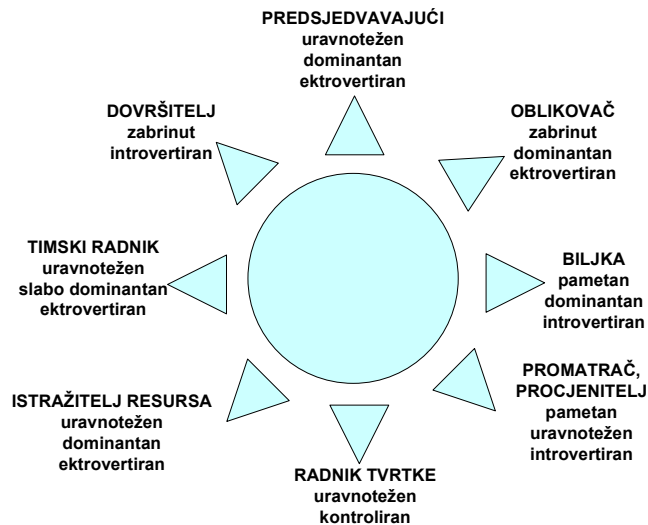 PREDSJEDVAVAJUĆI
uravnotežen
dominantan
ektrovertiran
OBLIKOVAČ
zabrinut
dominantan
ektrovertiran
BILJKA
pametan
dominantan
introvertiran
PROMATRAČ,
PROCJENITELJ
pametan
uravnotežen
introvertiran
RADNIK TVRTKE
uravnotežen
kontroliran
ISTRAŽITELJ RESURSA
uravnotežen
dominantan
ektrovertiran
TIMSKI RADNIK
uravnotežen
slabo dominantan
ektrovertiran
DOVRŠITELJ
zabrinut
introvertiran